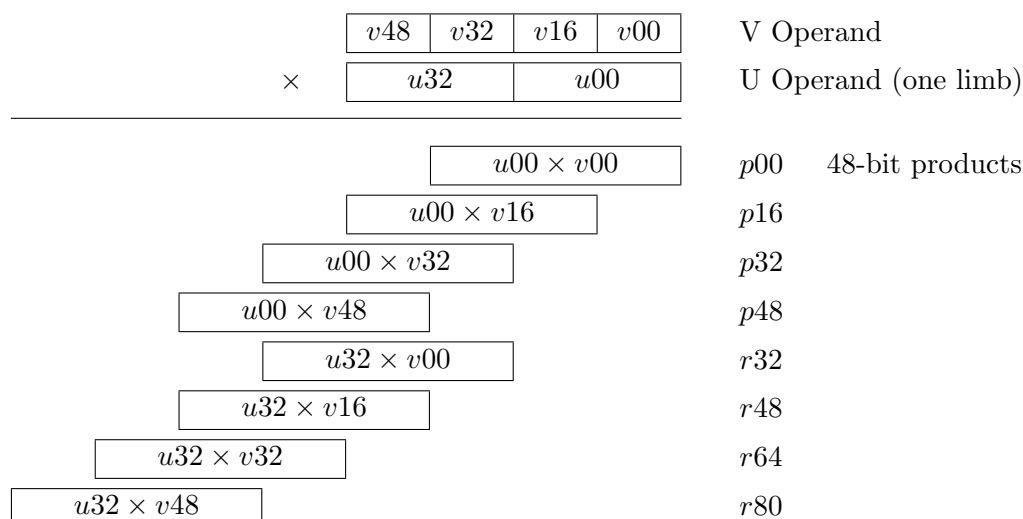 v48 v32 v16 v00 V Operand
× u32 u00 U Operand (one limb)
u00 × v00 p00 48-bit products
u00 × v16 p16
u00 × v32 p32
u00 × v48 p48
u32 × v00 r32
u32 × v16 r48
u32 × v32 r64
u32 × v48 r80